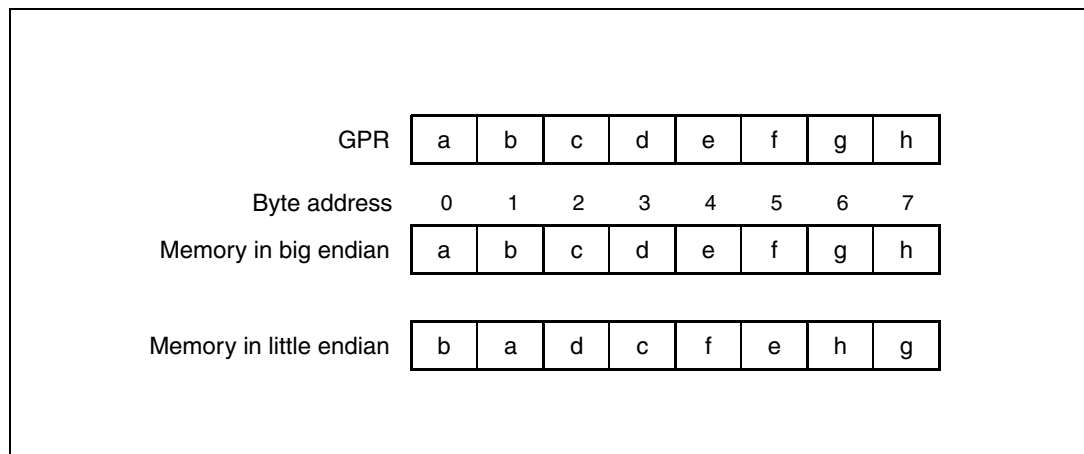 GPR a b c d e f g h
Byte address 0 1 2 3 4 5 6 7
Memory in big endian a b c d e f g h
Memory in little endian b a d c f e h g